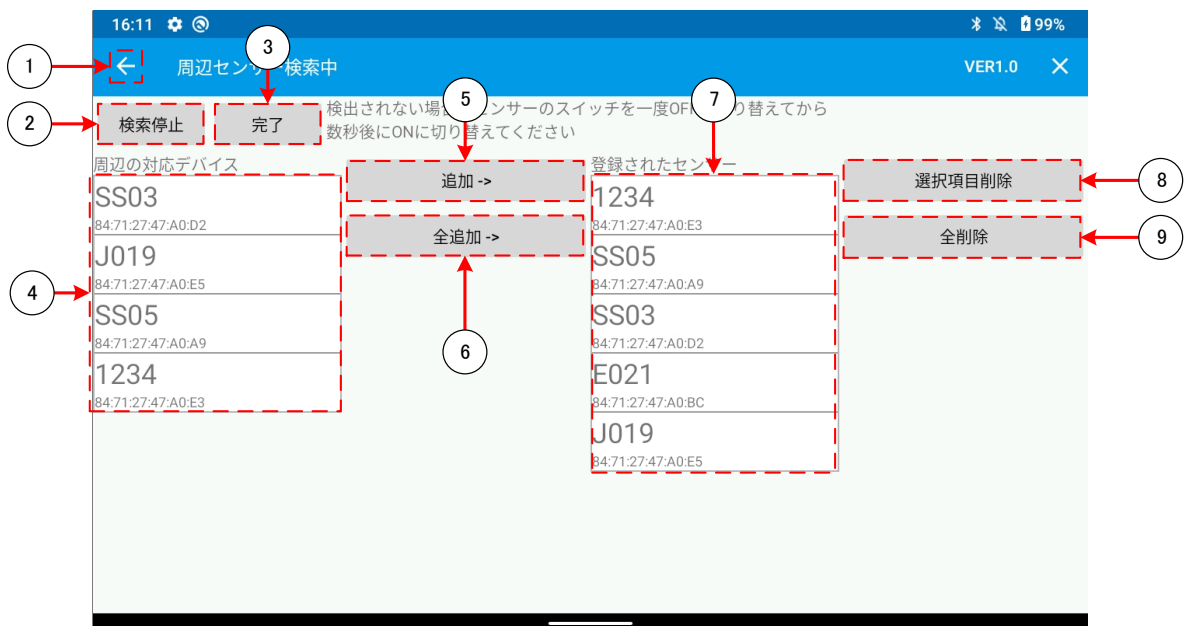 16:11 99%
1
3
周辺センサー検索中
VER1.0
2
検索停止
完了
検出されない場合 センサーのスイッチを一度OFF り替えてから
数秒後にONに切り替えてください
5
7
周辺の対応デバイス
追加 ->
登録されたセンサー
選択項目削除
8
SS03
84:71:27:47:A0:D2
全追加 ->
1234
84:71:27:47:A0:E3
全削除
9
J019
84:71:27:47:A0:E5
SS05
84:71:27:47:A0:A9
4
SS05
84:71:27:47:A0:A9
6
SS03
84:71:27:47:A0:D2
1234
84:71:27:47:A0:E3
E021
84:71:27:47:A0:BC
J019
84:71:27:47:A0:E5